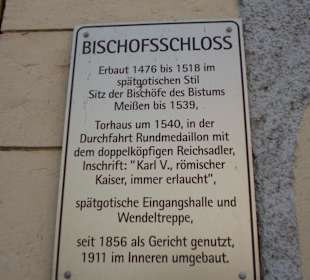 BISCHOFSSCHLOSS
Erbaut 1476 bis 1518 im
spätgotischen Stil
Sitz der Bischöfe des Bistums
Meißen bis 1539,
Torhaus um 1540, in der
Durchfahrt Rundmedaillon mit
dem doppelköpfigen Reichsadler,
Inschrift: "Karl V., römischer
Kaiser, immer erlaucht",
spätgotische Eingangshalle und
Wendeltreppe,
seit 1856 als Gericht genutzt,
1911 im Inneren umgebaut.